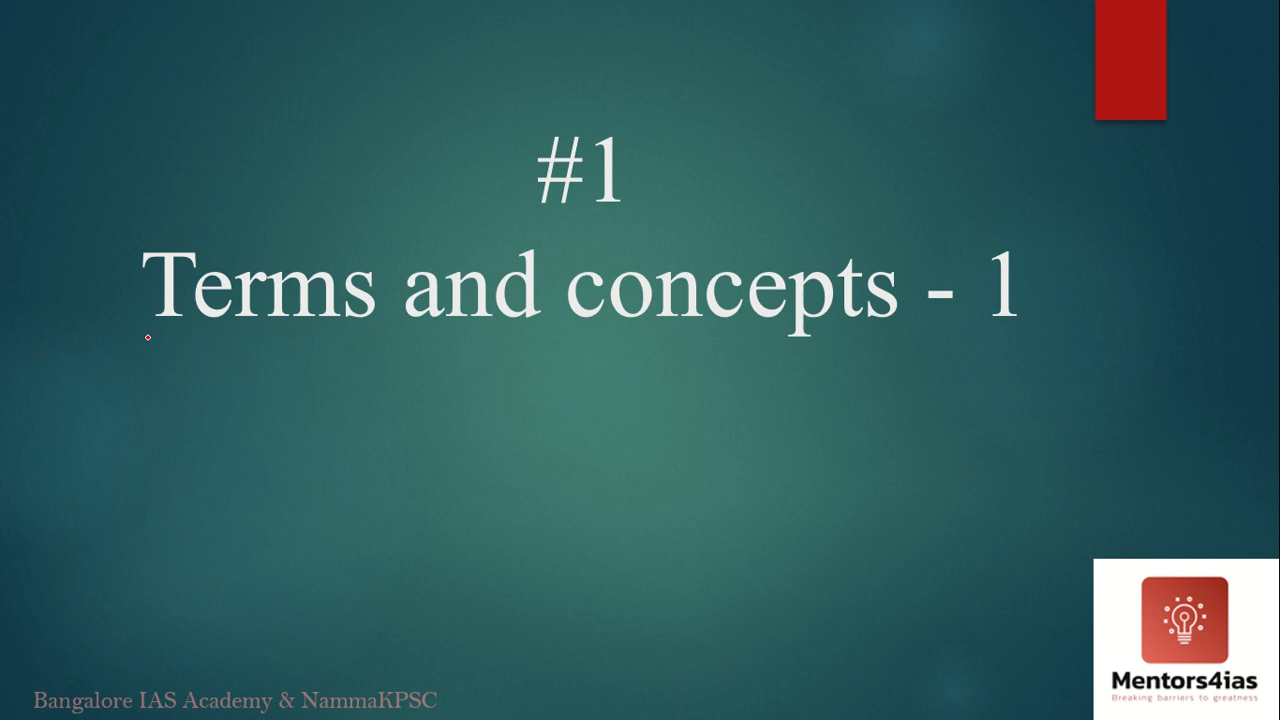 #1
Terms and concepts - 1
Mentors4ias
Breaking barriers to greatness
Bangalore IAS Academy & NammaKPSC